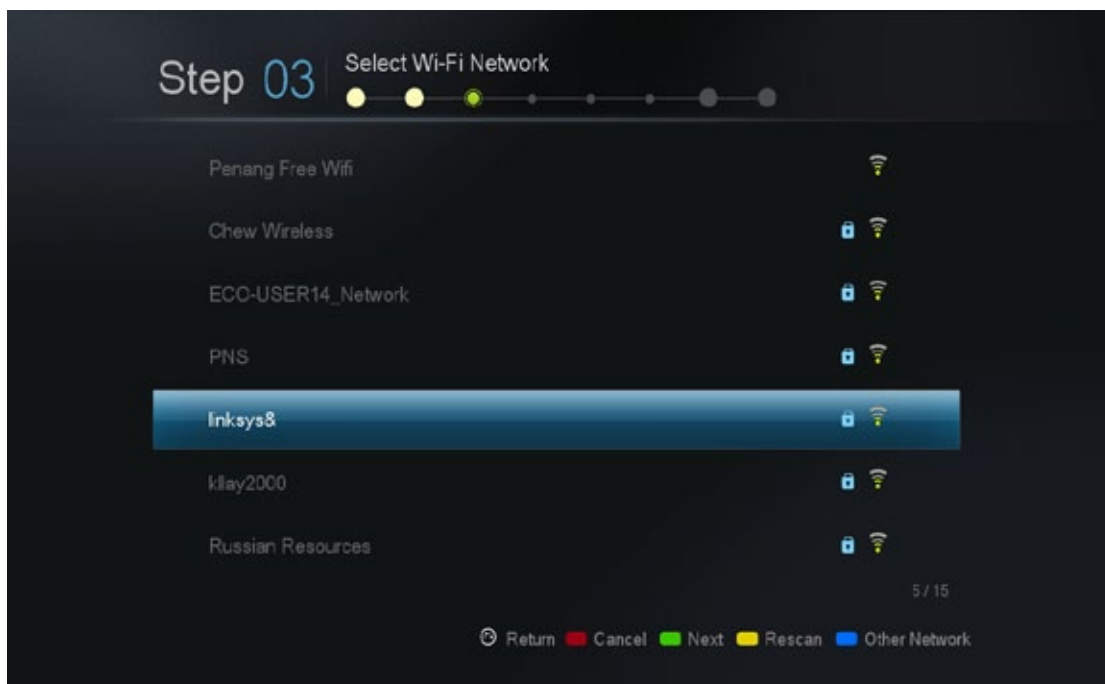 Step 03 Select Wi-Fi Network
Penang Free Wifi
Chew Wireless
ECO-USER14_Network
PNS
linksys8
kllay2000
Russian Resources
5 / 15
Return Cancel Next Rescan Other Network